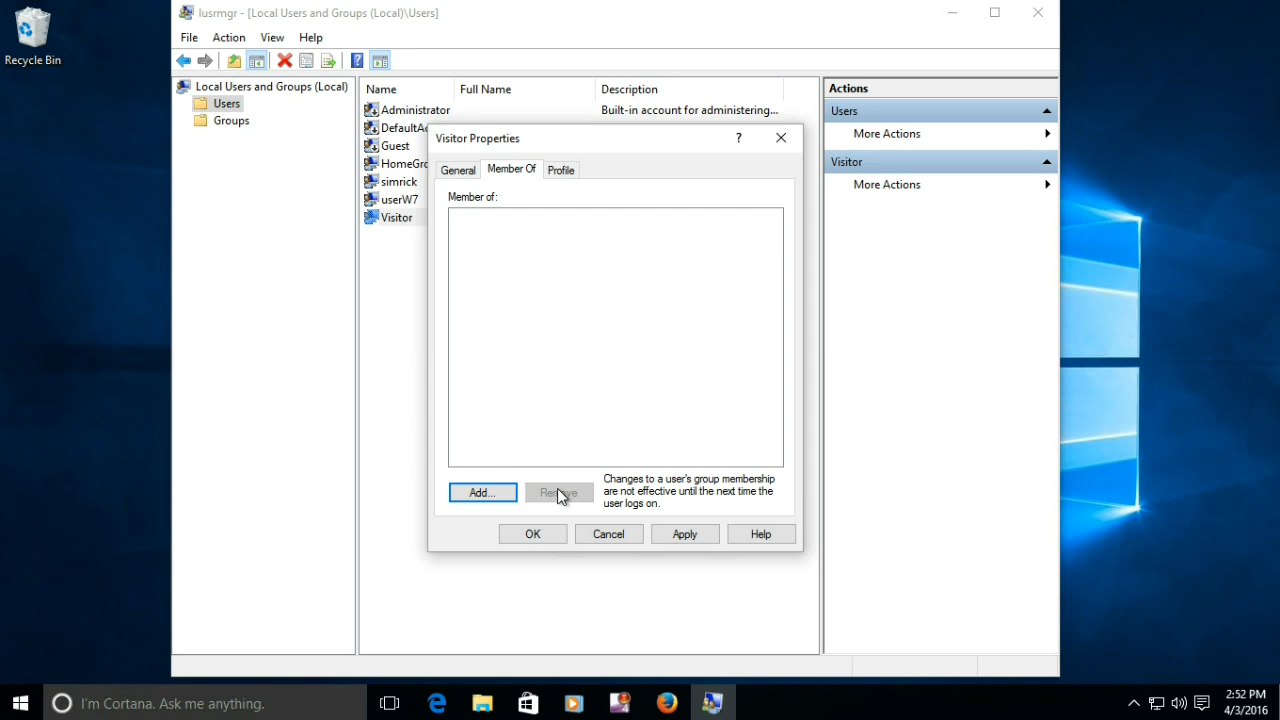 Recycle Bin
lusrmgr - [Local Users and Groups (Local)\Users]
File Action View Help
Local Users and Groups (Local)
Users
Groups
Name Full Name Description
Administrator Built-in account for administering...
DefaultAc
Guest
HomeGro
simrick
userW7
Visitor
Visitor Properties
?
General Member Of Profile
Member of:
Add...
Changes to a user's group membership
are not effective until the next time the
user logs on.
OK Cancel Apply Help
Actions
Users
More Actions
Visitor
More Actions
I'm Cortana. Ask me anything.
2:52 PM
4/3/2016